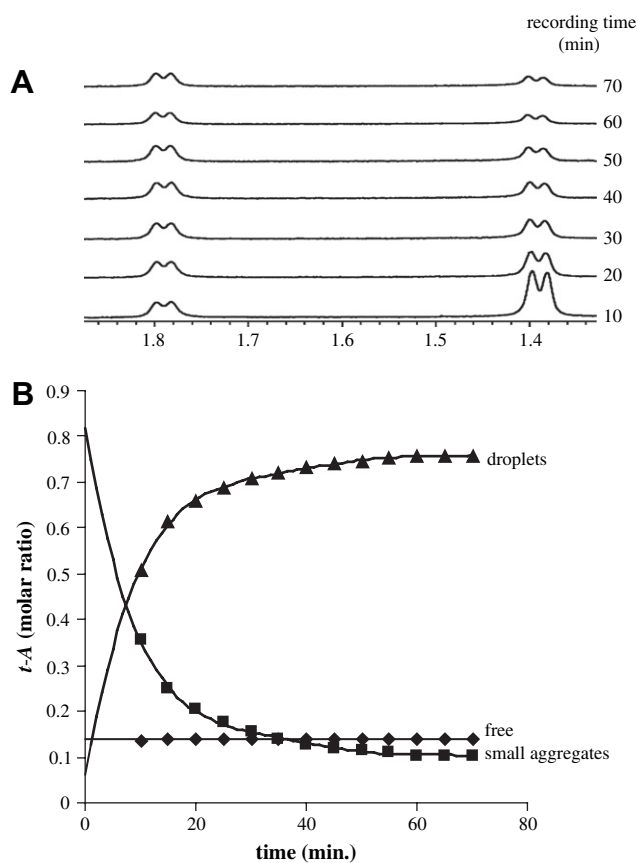 recording time
(min)
A
70
60
50
40
30
20
10
1.8 1.7 1.6 1.5 1.4
B
0.9
0.8
0.7
0.6
0.5
0.4
0.3
0.2
0.1
0
t-A (molar ratio)
droplets
free
small aggregates
0 20 40 60 80
time (min.)